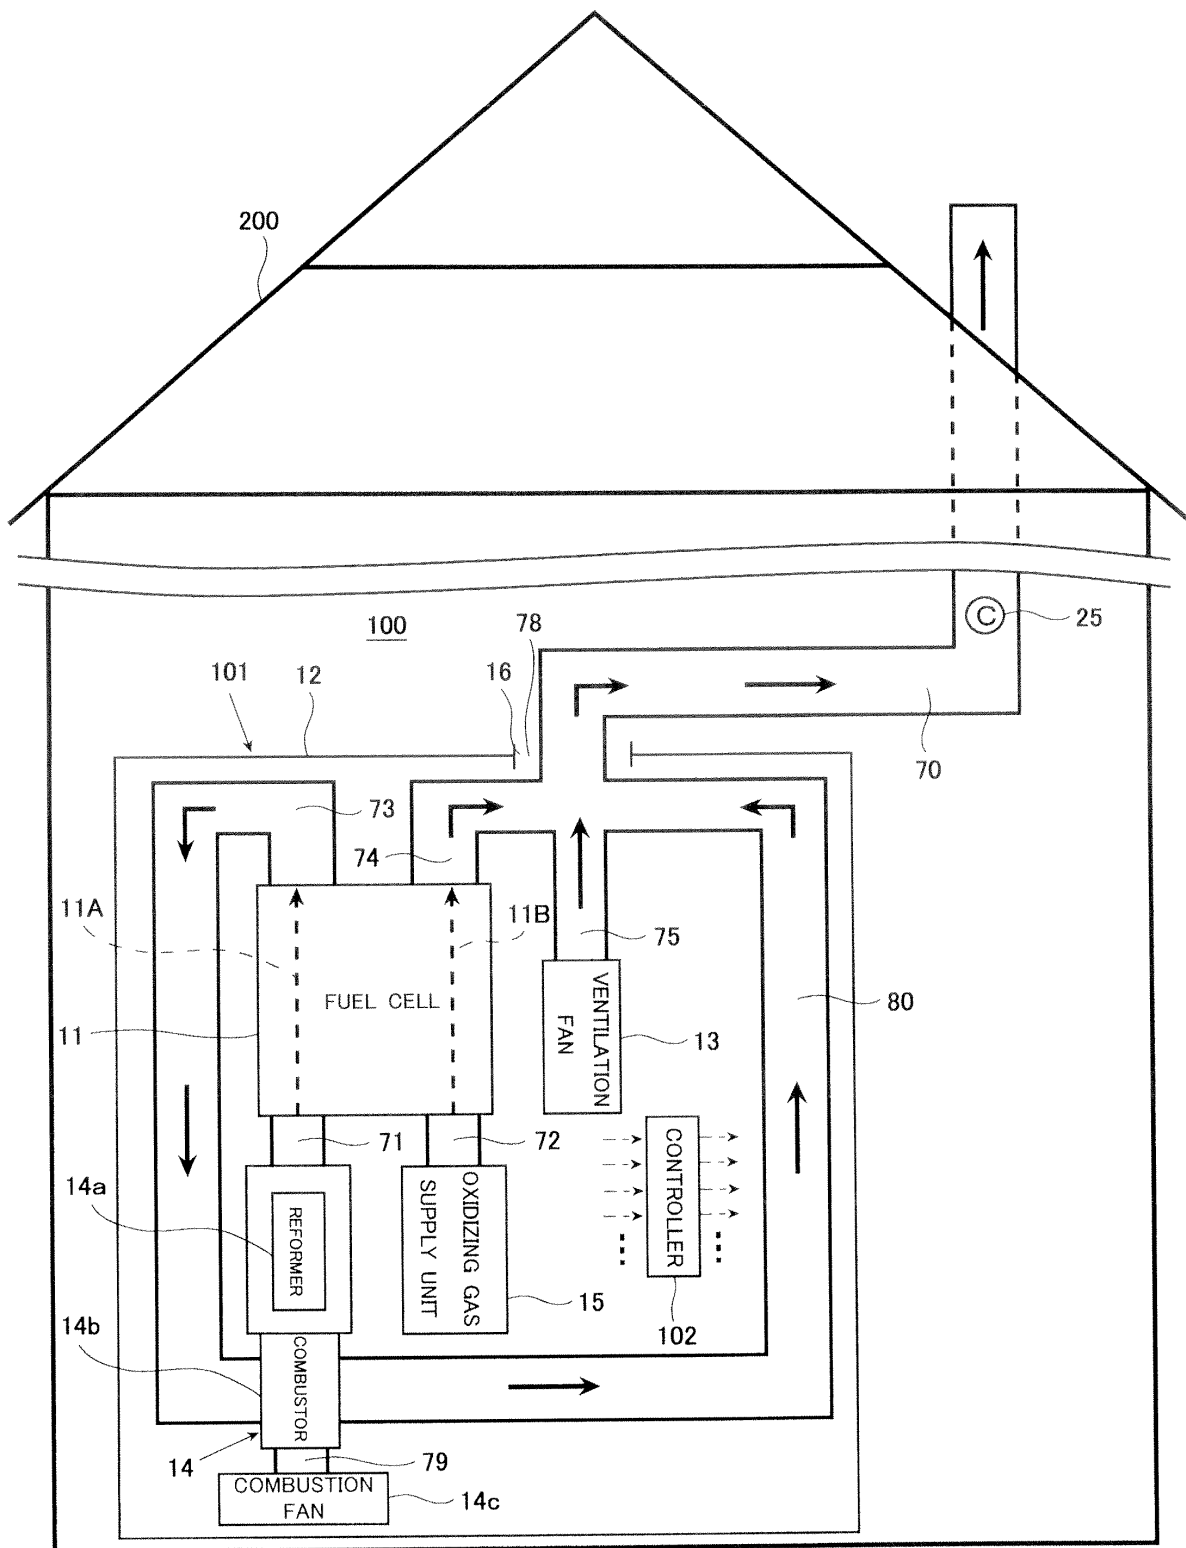 200
C
25
100
78
16
101
12
70
73
74
11A
11B
75
80
FUEL CELL
VENTILATION
FAN
11
13
71
72
CONTROLLER
14a
REFORMER
OXIDIZING GAS
SUPPLY UNIT
15
102
14b
COMBUSTOR
14
79
COMBUSTION
FAN
14c